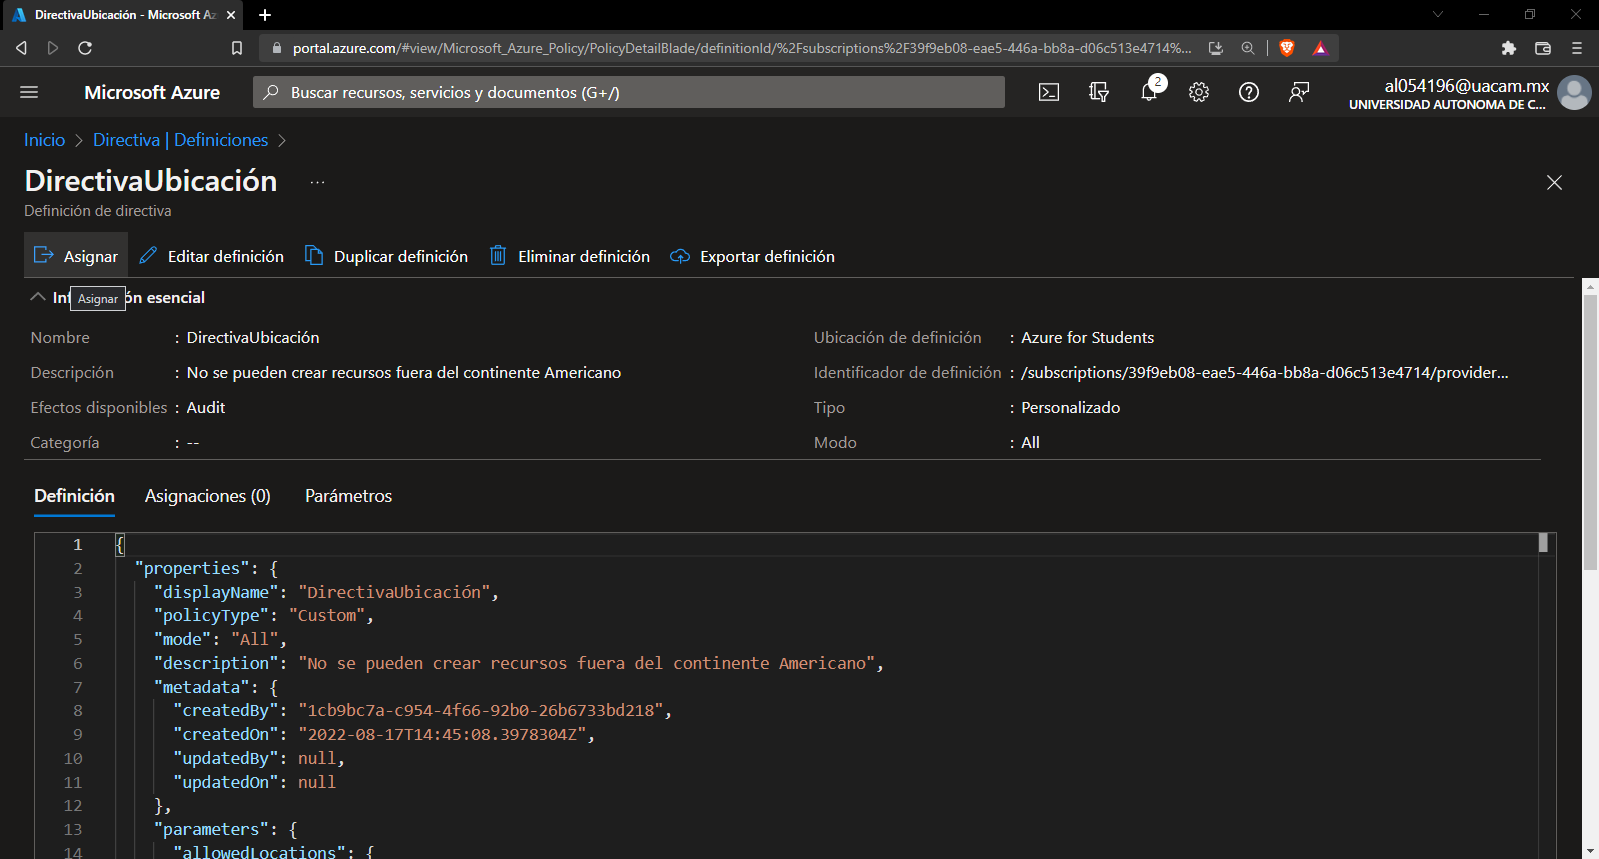 DirectivaUbicación - Microsoft Az
portal.azure.com/#view/Microsoft_Azure_Policy/PolicyDetailBlade/definitionId/%2Fsubscriptions%2F39f9eb08-eae5-446a-bb8a-d06c513e4714%...
Microsoft Azure
Buscar recursos, servicios y documentos (G+/)
2
al054196@uacam.mx
UNIVERSIDAD AUTONOMA DE C...
Inicio > Directiva | Definiciones >
DirectivaUbicación ...
Definición de directiva
Asignar
Editar definición
Duplicar definición
Eliminar definición
Exportar definición
Asignar
esencial
Nombre : DirectivaUbicación
Ubicación de definición : Azure for Students
Descripción : No se pueden crear recursos fuera del continente Americano
Identificador de definición : /subscriptions/39f9eb08-eae5-446a-bb8a-d06c513e4714/provider...
Efectos disponibles : Audit
Tipo : Personalizado
Categoría : --
Modo : All
Definición
Asignaciones (0)
Parámetros
1 {
2 "properties": {
3 "displayName": "DirectivaUbicación",
4 "policyType": "Custom",
5 "mode": "All",
6 "description": "No se pueden crear recursos fuera del continente Americano",
7 "metadata": {
8 "createdBy": "1cb9bc7a-c954-4f66-92b0-26b6733bd218",
9 "createdOn": "2022-08-17T14:45:08.3978304Z",
10 "updatedBy": null,
11 "updatedOn": null
12 },
13 "parameters": {
14 "allowedLocations": {